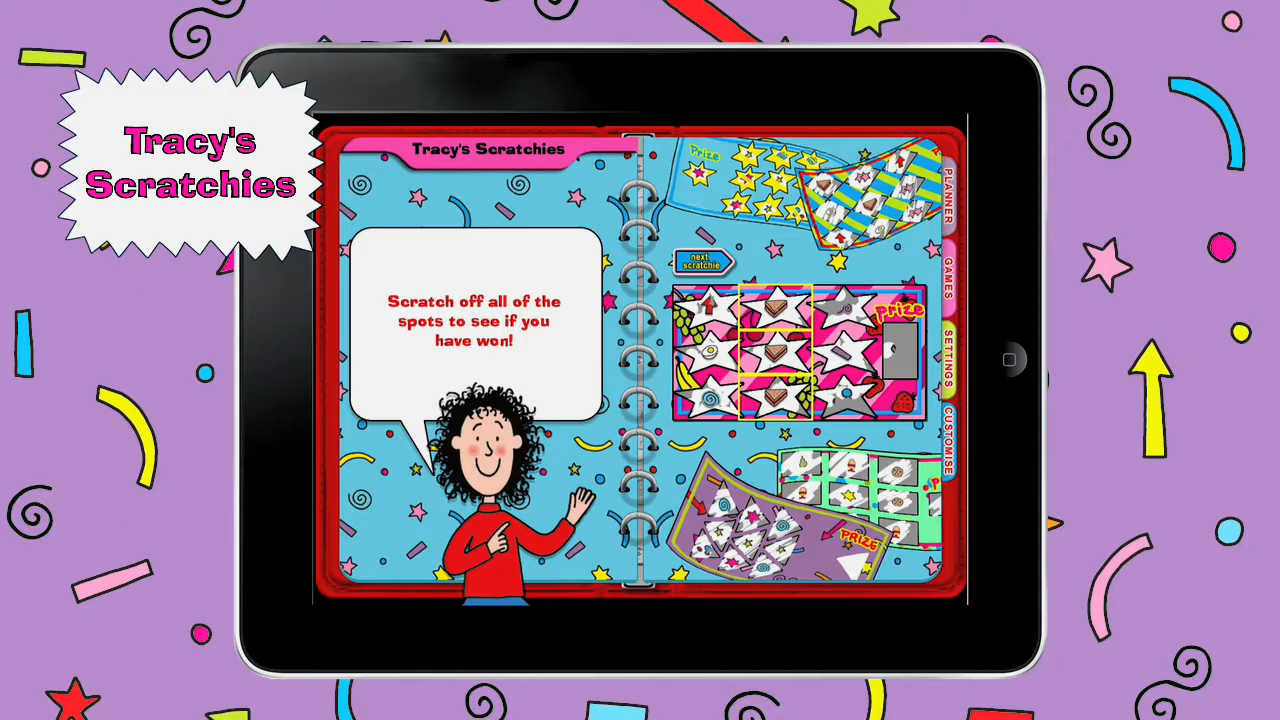 Tracy's
Scratchies
Tracy's Scratchies
Scratch off all of the
spots to see if you
have won!
Prize
next
scratchie
Prize
PRIZE
PLANNER
GAMES
SETTINGS
CUSTOMISE